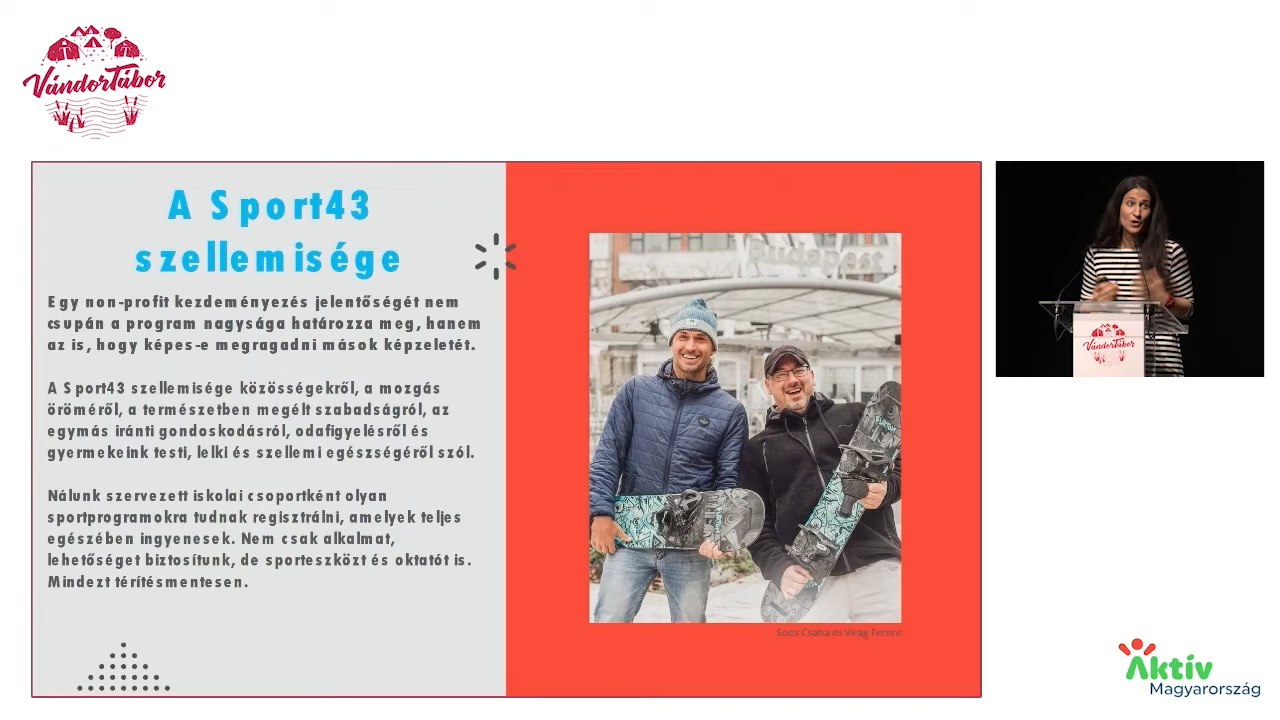 VándorTábor
A Sport43
szellemisége
Egy non-profit kezdeményezés jelentőségét nem
csupán a program nagysága határozza meg, hanem
az is, hogy képes-e megragadni mások képzeletét.
A Sport43 szellemisége közösségekről, a mozgás
öröméről, a természetben megélt szabadságról, az
egymás iránti gondoskodásról, odafigyelésről és
gyermekeink testi, lelki és szellemi egészségéről szól.
Nálunk szervezett iskolai csoportként olyan
sportprogramokra tudnak regisztrálni, amelyek teljes
egészében ingyenesek. Nem csak alkalmat,
lehetőséget biztosítunk, de sporteszközt és oktatót is.
Mindezt térítésmentesen.
Budapest
BURTON
Soós Csaba és Virág Ferenc
VándorTábor
Aktív
Magyarország